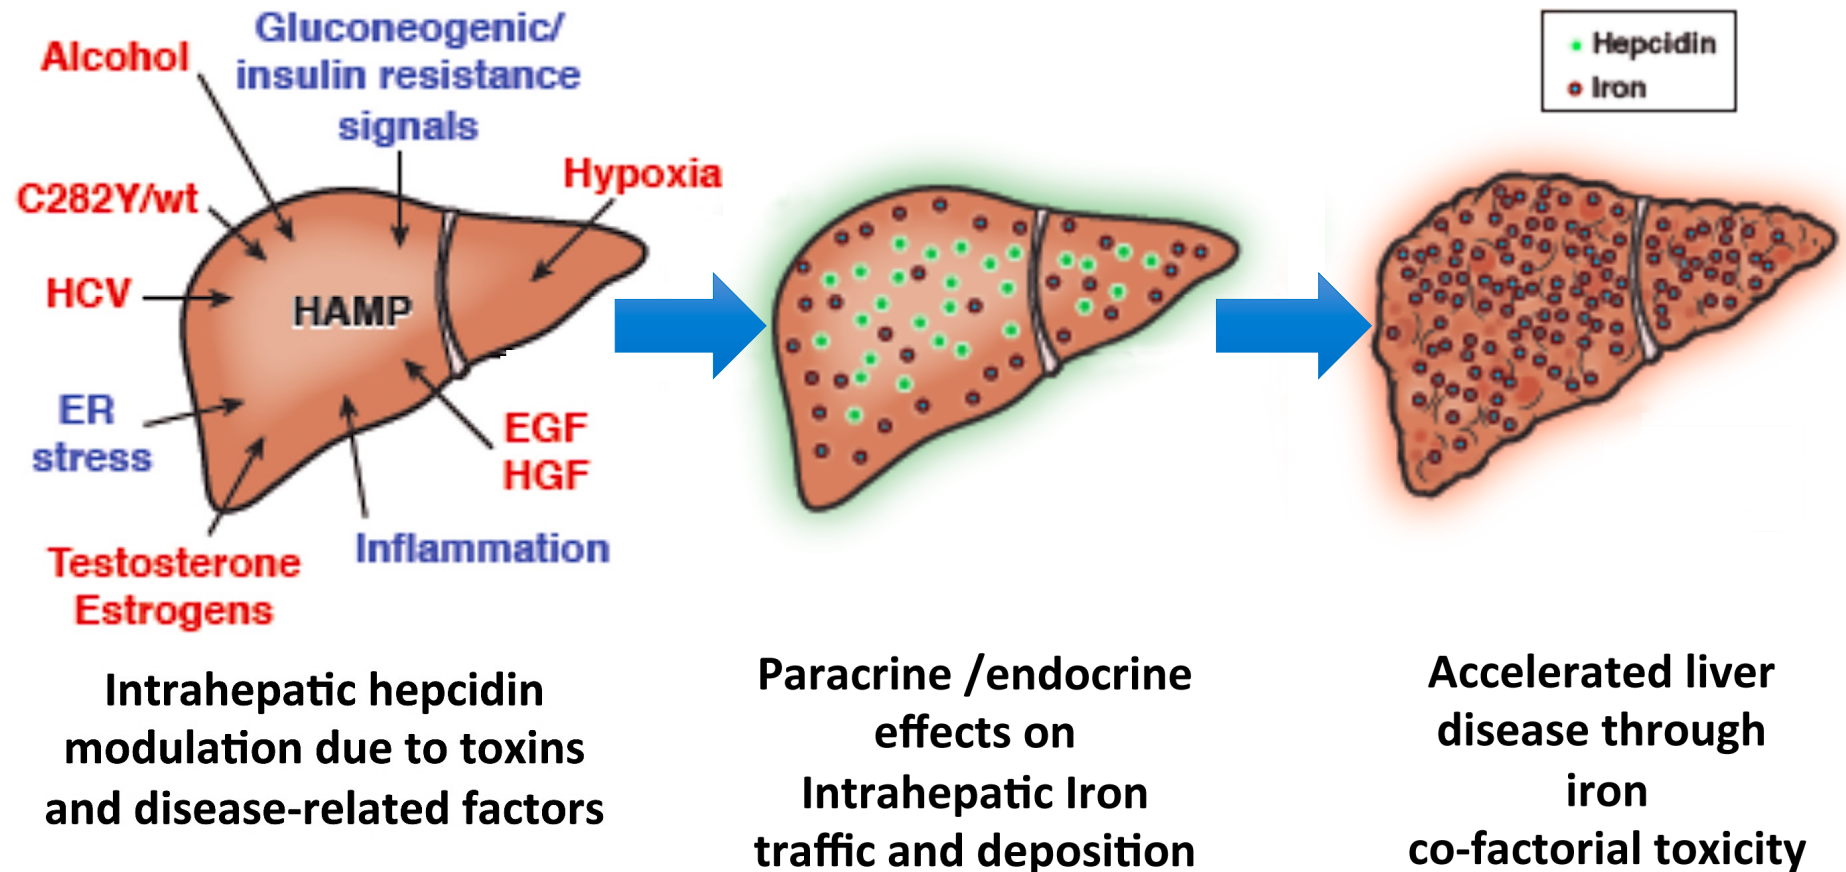 Alcohol
Gluconeogenic/
insulin resistance
signals
Hypoxia
C282Y/wt
HCV
HAMP
ER
stress
EGF
HGF
Testosterone
Estrogens
Inflammation
Intrahepatic hepcidin
modulation due to toxins
and disease-related factors
Paracrine /endocrine
effects on
Intrahepatic Iron
traffic and deposition
Hepcidin
Iron
Accelerated liver
disease through
iron
co-factorial toxicity